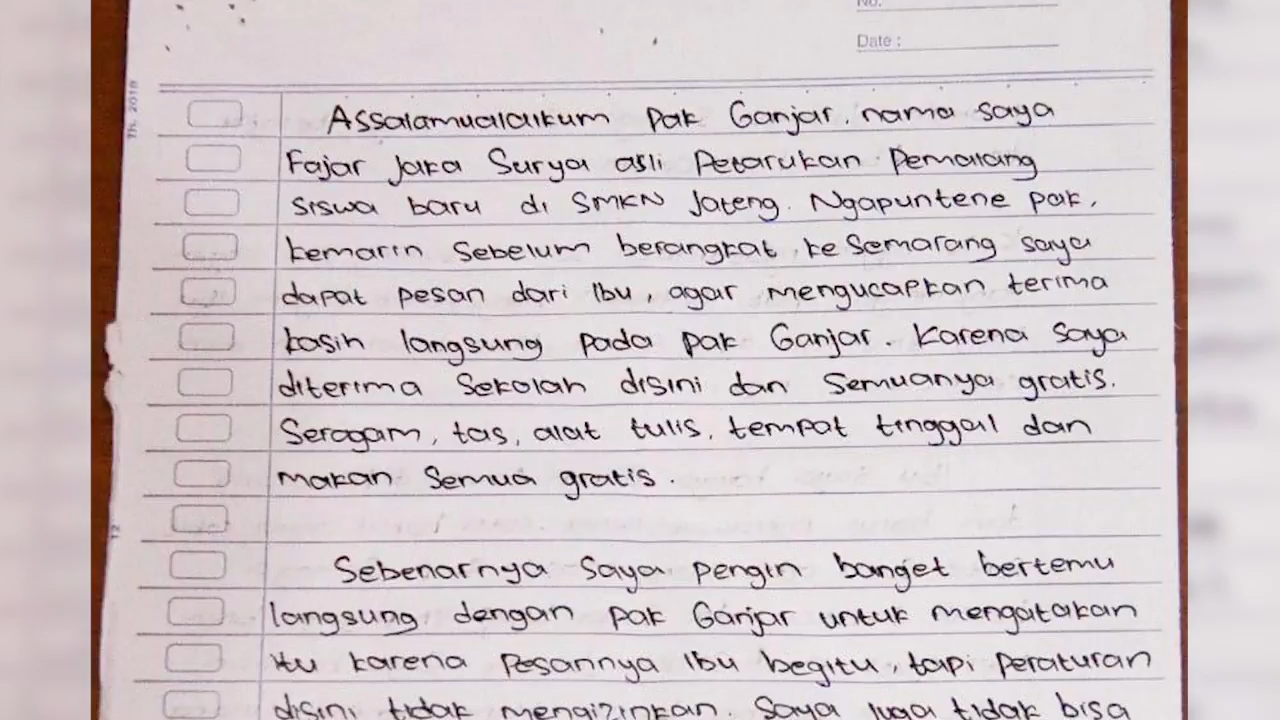 No.
Date :
Th. 2018
Assalamualaikum pak Ganjar. nama saya
Fajar Jaka Surya asli Petarukan Pemalang
siswa baru di SMKN Jateng. Ngapuntene pak,
kemarin sebelum berangkat ke Semarang saya
dapat pesan dari Ibu, agar mengucapkan terima
kasih langsung pada pak Ganjar. Karena saya
diterima Sekolah disini dan semuanya gratis.
Seragam, tas, alat tulis, tempat tinggal dan
makan Semua gratis.
12
Sebenarnya Saya pengin banget bertemu
langsung dengan pak Ganjar untuk mengatakan
itu karena Pesannya Ibu begitu, tapi peraturan
disini tidak mengizinkan. Saya juga tidak bisa